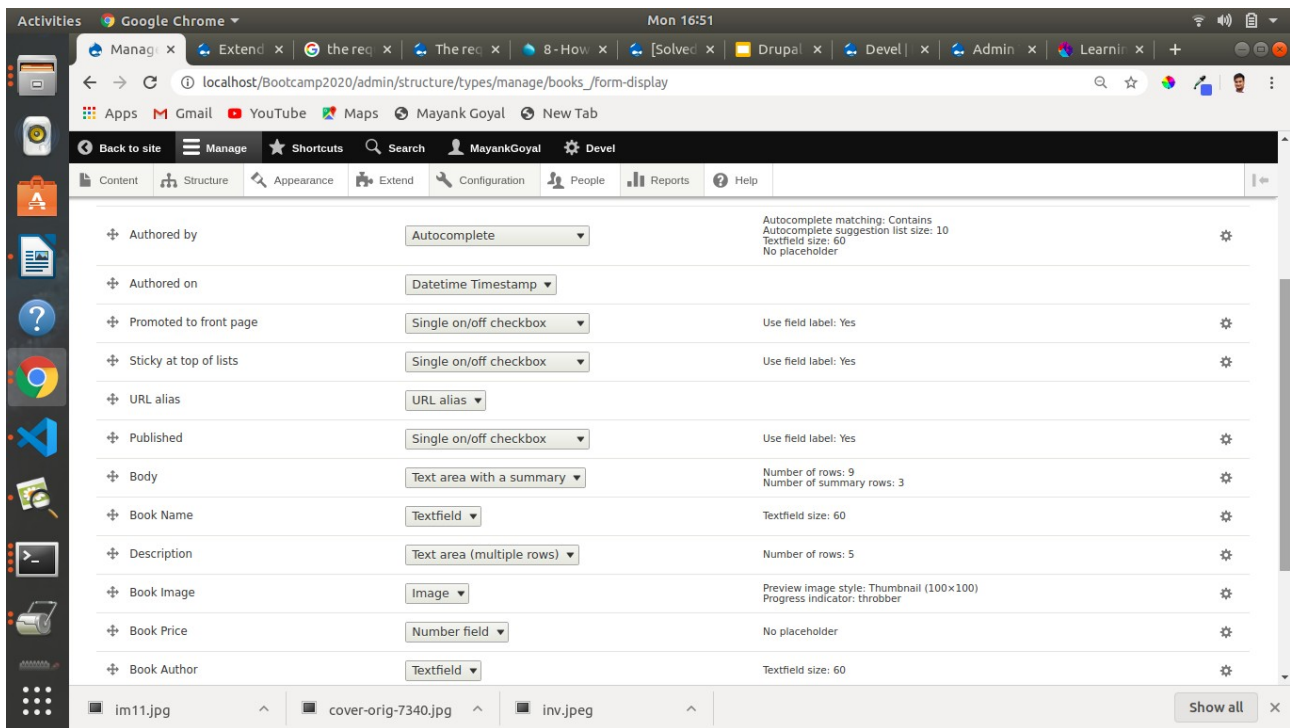 Activities Google Chrome Mon 16:51
Manage Extend the req The req 8 - How [Solved Drupal Devel | Admin Learnin
localhost/Bootcamp2020/admin/structure/types/manage/books_/form-display
Apps Gmail YouTube Maps Mayank Goyal New Tab
Back to site Manage Shortcuts Search MayankGoyal Devel
Content Structure Appearance Extend Configuration People Reports Help
Authored by Autocomplete Autocomplete matching: Contains
Autocomplete suggestion list size: 10
Textfield size: 60
No placeholder
Authored on Datetime Timestamp
Promoted to front page Single on/off checkbox Use field label: Yes
Sticky at top of lists Single on/off checkbox Use field label: Yes
URL alias URL alias
Published Single on/off checkbox Use field label: Yes
Body Text area with a summary Number of rows: 9
Number of summary rows: 3
Book Name Textfield Textfield size: 60
Description Text area (multiple rows) Number of rows: 5
Book Image Image Preview image style: Thumbnail (100×100)
Progress indicator: throbber
Book Price Number field No placeholder
Book Author Textfield Textfield size: 60
im11.jpg cover-orig-7340.jpg inv.jpeg Show all